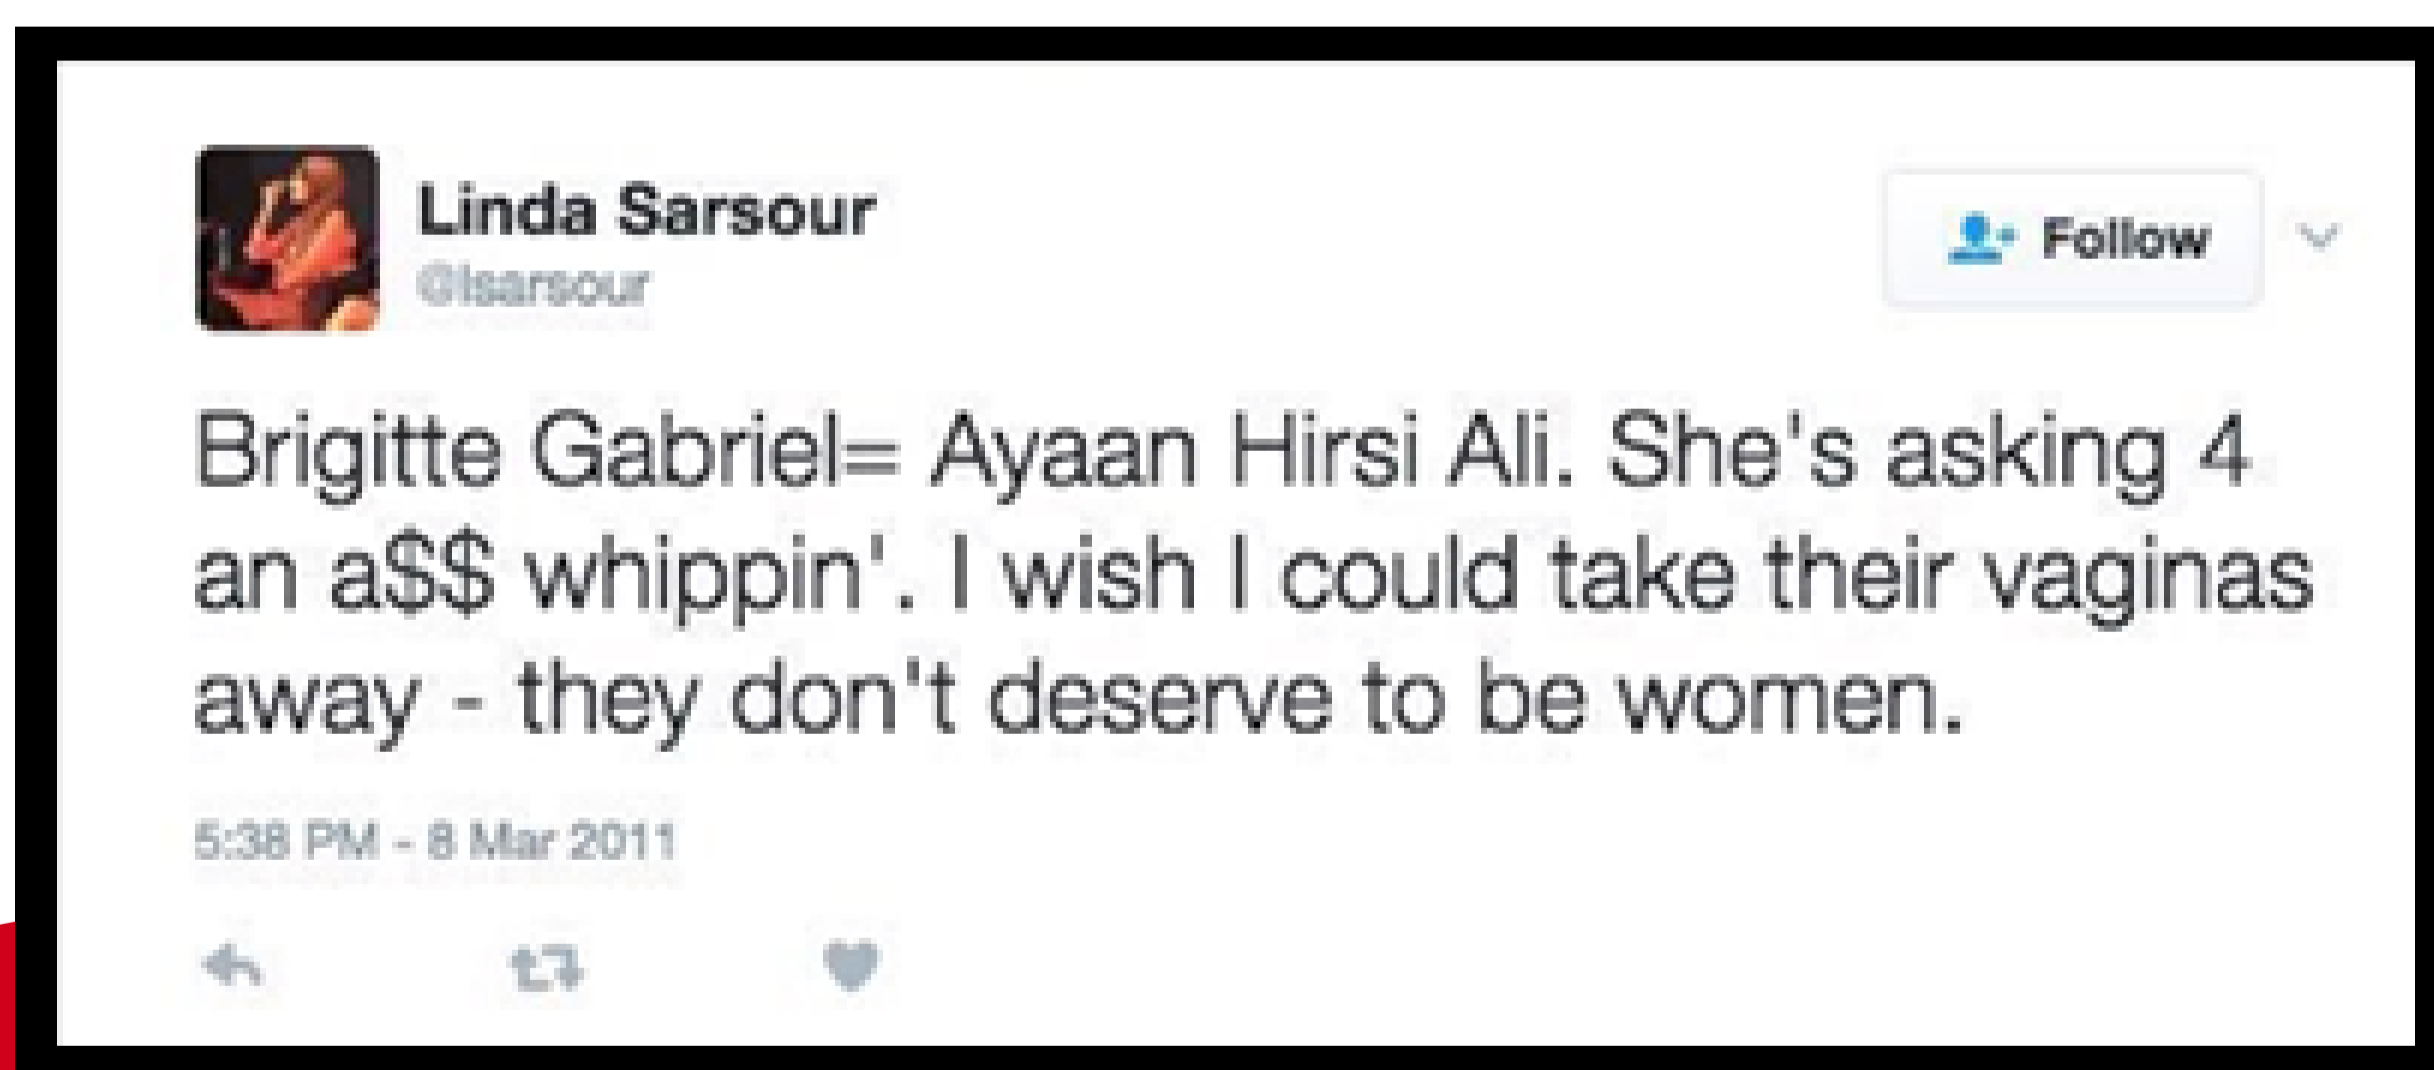 Linda Sarsour
@lsarsour
Follow
Brigitte Gabriel= Ayaan Hirsi Ali. She's asking 4
an a$$ whippin'. I wish I could take their vaginas
away - they don't deserve to be women.
5:38 PM - 8 Mar 2011